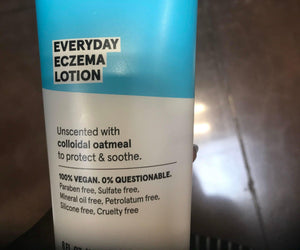 EVERYDAY
ECZEMA
LOTION
Unscented with
colloidal oatmeal
to protect & soothe.
100% VEGAN. 0% QUESTIONABLE.
Paraben free, Sulfate free,
Mineral oil free, Petrolatum free,
Silicone free, Cruelty free